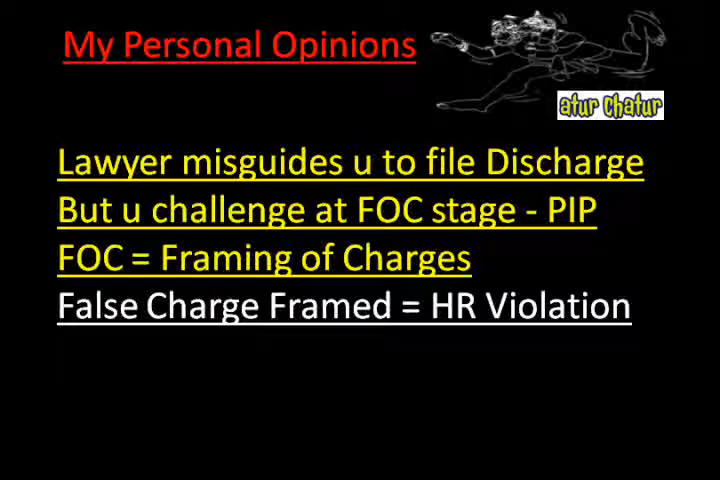 My Personal Opinions
atur chatur
Lawyer misguides u to file Discharge
But u challenge at FOC stage - PIP
FOC = Framing of Charges
False Charge Framed = HR Violation